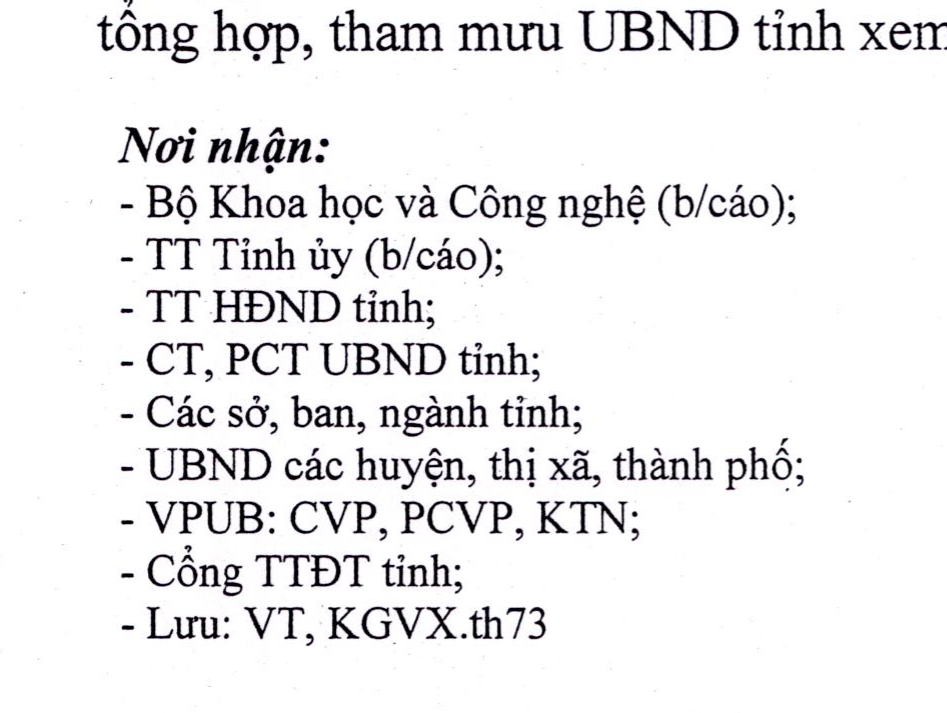 tổng hợp, tham mưu UBND tỉnh xem
Nơi nhận:
- Bộ Khoa học và Công nghệ (b/cáo);
- TT Tỉnh ủy (b/cáo);
- TT HĐND tỉnh;
- CT, PCT UBND tỉnh;
- Các sở, ban, ngành tỉnh;
- UBND các huyện, thị xã, thành phố;
- VPUB: CVP, PCVP, KTN;
- Cổng TTĐT tỉnh;
- Lưu: VT, KGVX.th73